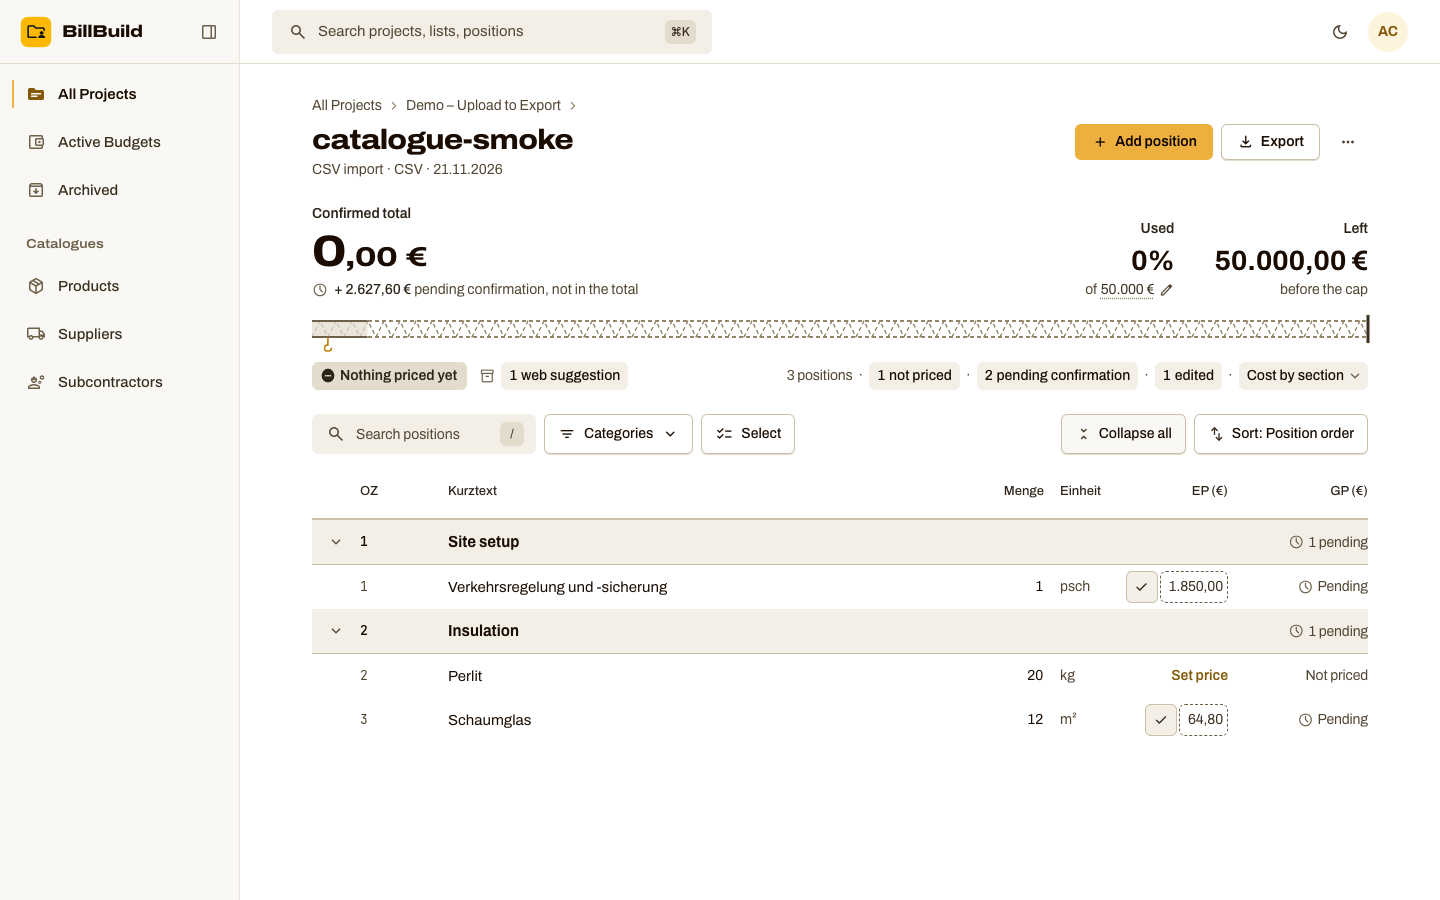 BillBuild
Search projects, lists, positions ⌘K
AC
All Projects
Active Budgets
Archived
Catalogues
Products
Suppliers
Subcontractors
All Projects > Demo – Upload to Export >
catalogue-smoke
CSV import · CSV · 21.11.2026
+ Add position
Export
Confirmed total
0,00 €
+ 2.627,60 € pending confirmation, not in the total
Used
0%
of 50.000 €
Left
50.000,00 €
before the cap
Nothing priced yet
1 web suggestion
3 positions · 1 not priced · 2 pending confirmation · 1 edited · Cost by section
Search positions /
Categories
Select
Collapse all
Sort: Position order
OZ Kurztext Menge Einheit EP (€) GP (€)
1 Site setup 1 pending
1 Verkehrsregelung und -sicherung 1 psch 1.850,00 Pending
2 Insulation 1 pending
2 Perlit 20 kg Set price Not priced
3 Schaumglas 12 m² 64,80 Pending